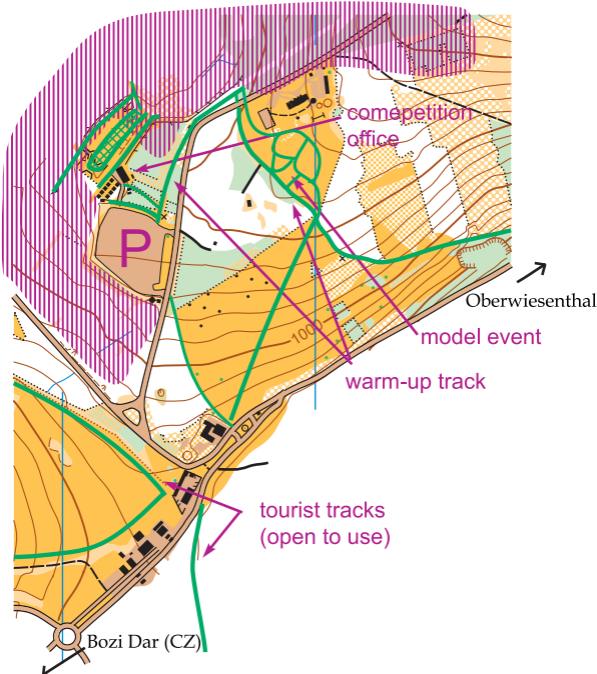 comepetition
office
P
Oberwiesenthal
1000
model event
warm-up track
tourist tracks
(open to use)
Bozi Dar (CZ)